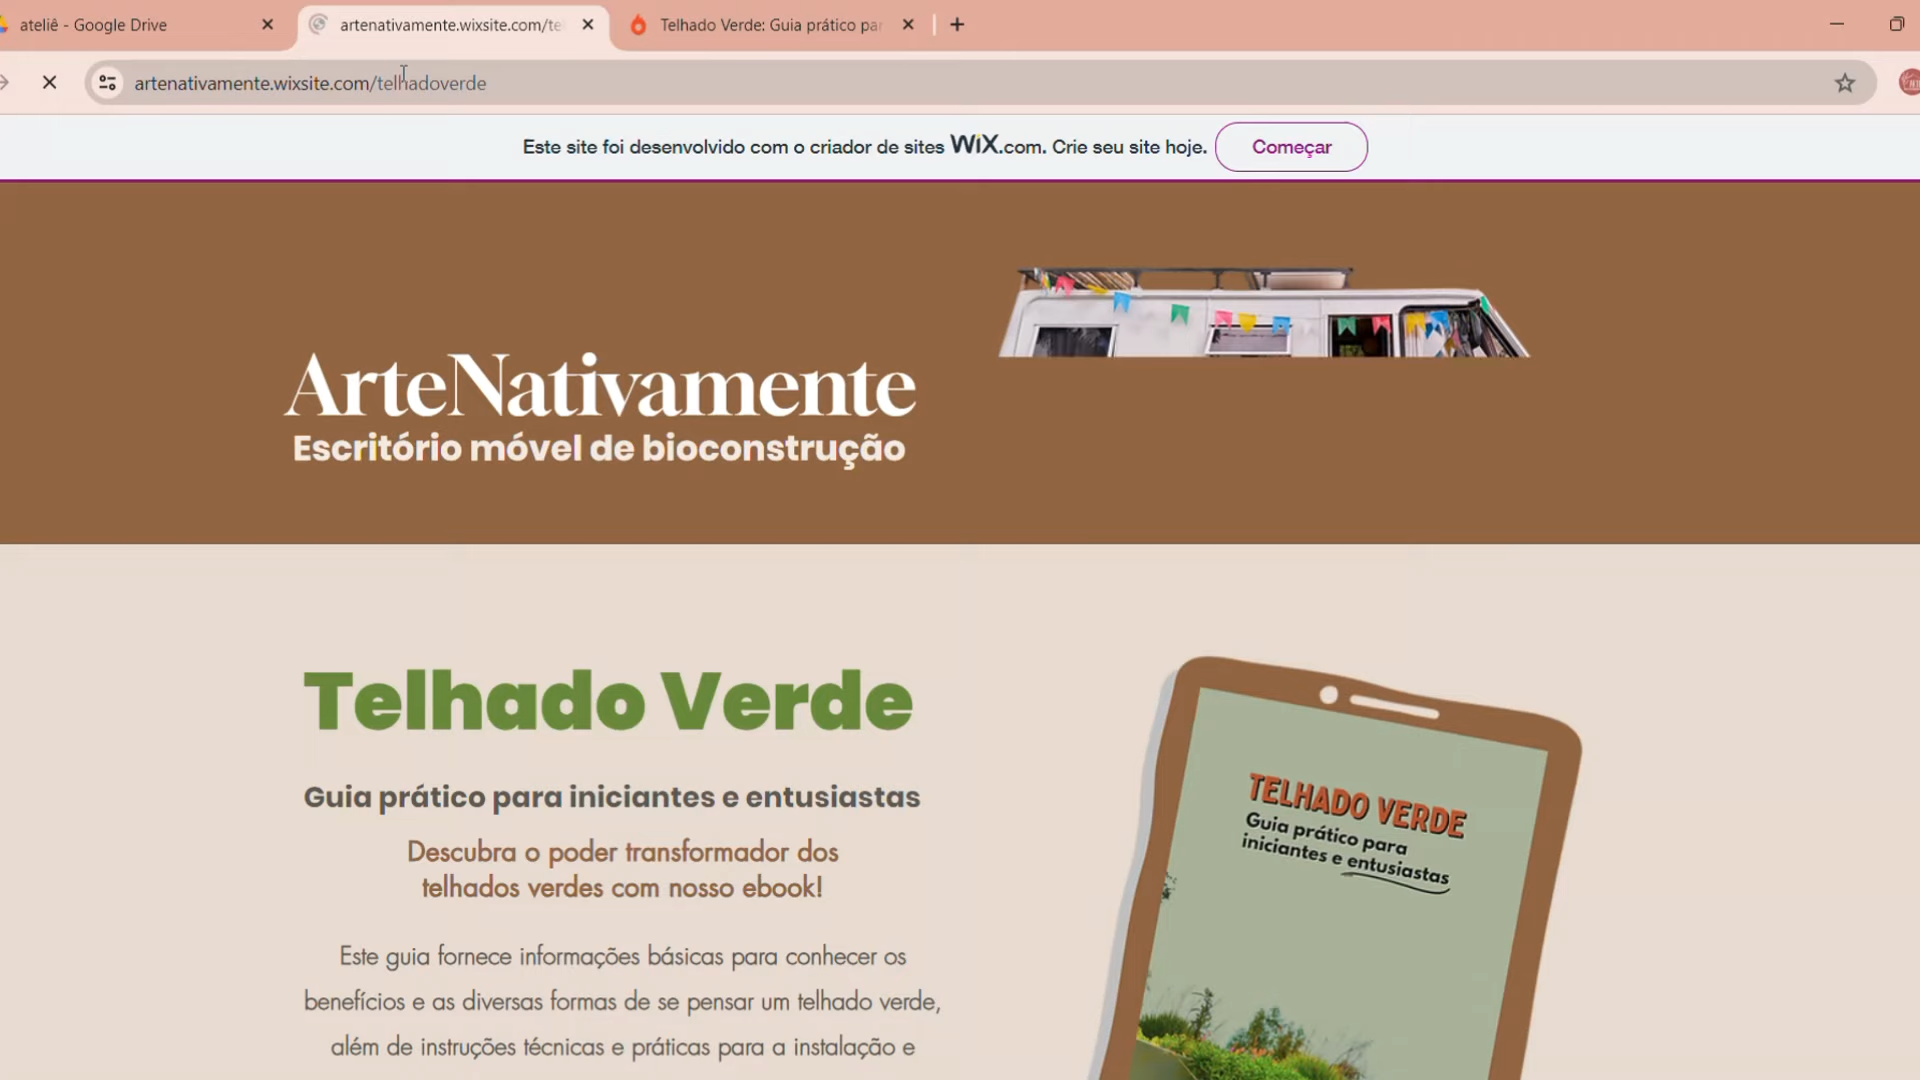 ateliê - Google Drive
artenativamente.wixsite.com/te
Telhado Verde: Guia prático par
artenativamente.wixsite.com/telhadoverde
Este site foi desenvolvido com o criador de sites WiX.com. Crie seu site hoje.
Começar
ArteNativamente
Escritório móvel de bioconstrução
Telhado Verde
Guia prático para iniciantes e entusiastas
Descubra o poder transformador dos
telhados verdes com nosso ebook!
Este guia fornece informações básicas para conhecer os
benefícios e as diversas formas de se pensar um telhado verde,
além de instruções técnicas e práticas para a instalação e
TELHADO VERDE
Guia prático para
iniciantes e entusiastas